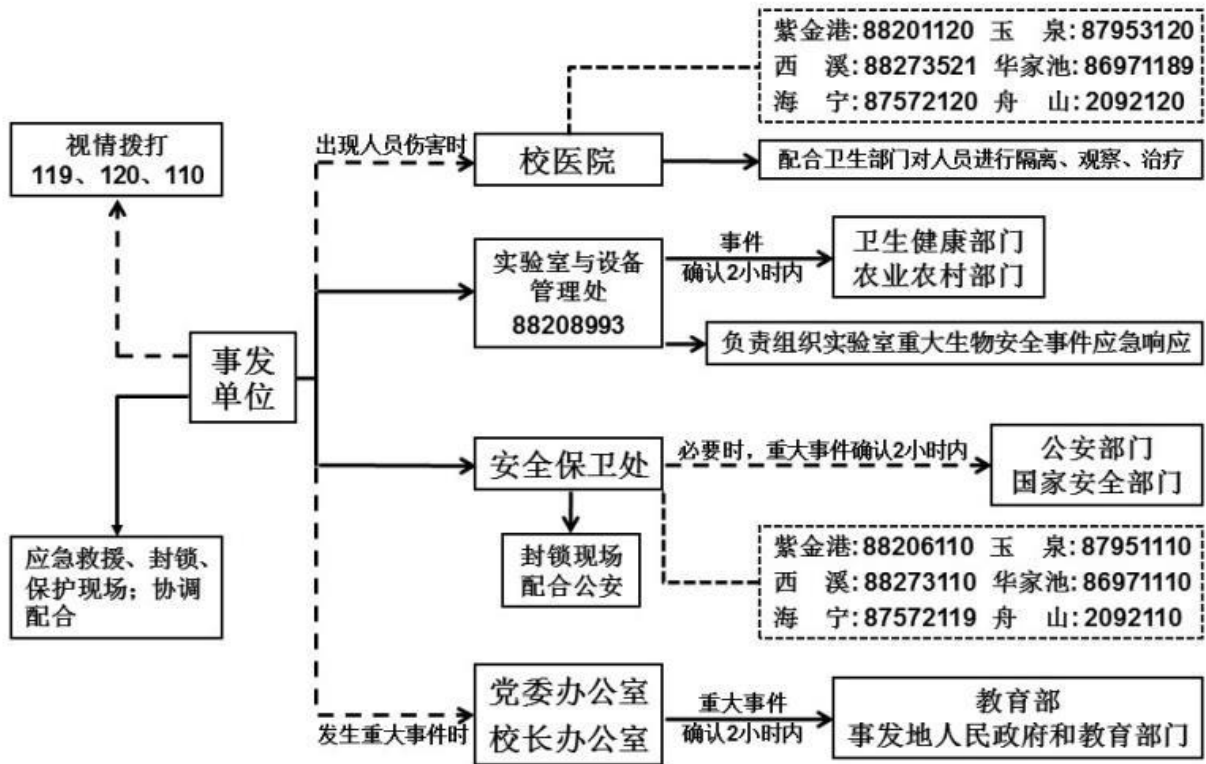 紫金港:88201120 玉 泉:87953120
西 溪:88273521 华家池:86971189
海 宁:87572120 舟 山:2092120
视情拨打
119、120、110
出现人员伤害时
校医院
配合卫生部门对人员进行隔离、观察、治疗
实验室与设备
管理处
88208993
事件
确认2小时内
卫生健康部门
农业农村部门
负责组织实验室重大生物安全事件应急响应
事发
单位
安全保卫处
必要时，重大事件确认2小时内
公安部门
国家安全部门
封锁现场
配合公安
紫金港:88206110 玉 泉:87951110
西 溪:88273110 华家池:86971110
海 宁:87572119 舟 山:2092110
应急救援、封锁、
保护现场；协调
配合
发生重大事件时
党委办公室
校长办公室
重大事件
确认2小时内
教育部
事发地人民政府和教育部门